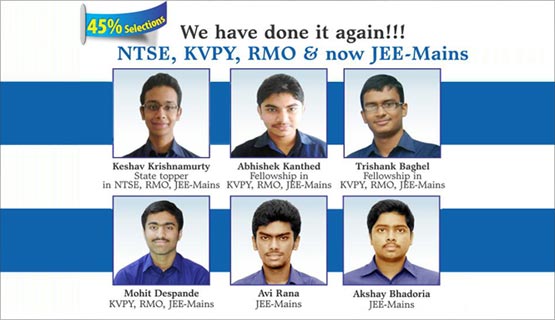 45% Selections
We have done it again!!!
NTSE, KVPY, RMO & now JEE-Mains
Keshav Krishnamurty
State topper
in NTSE, RMO, JEE-Mains
Abhishek Kanthed
Fellowship in
KVPY, RMO, JEE-Mains
Trishank Baghel
Fellowship in
KVPY, RMO, JEE-Mains
Mohit Despande
KVPY, RMO, JEE-Mains
Avi Rana
JEE-Mains
Akshay Bhadoria
JEE-Mains